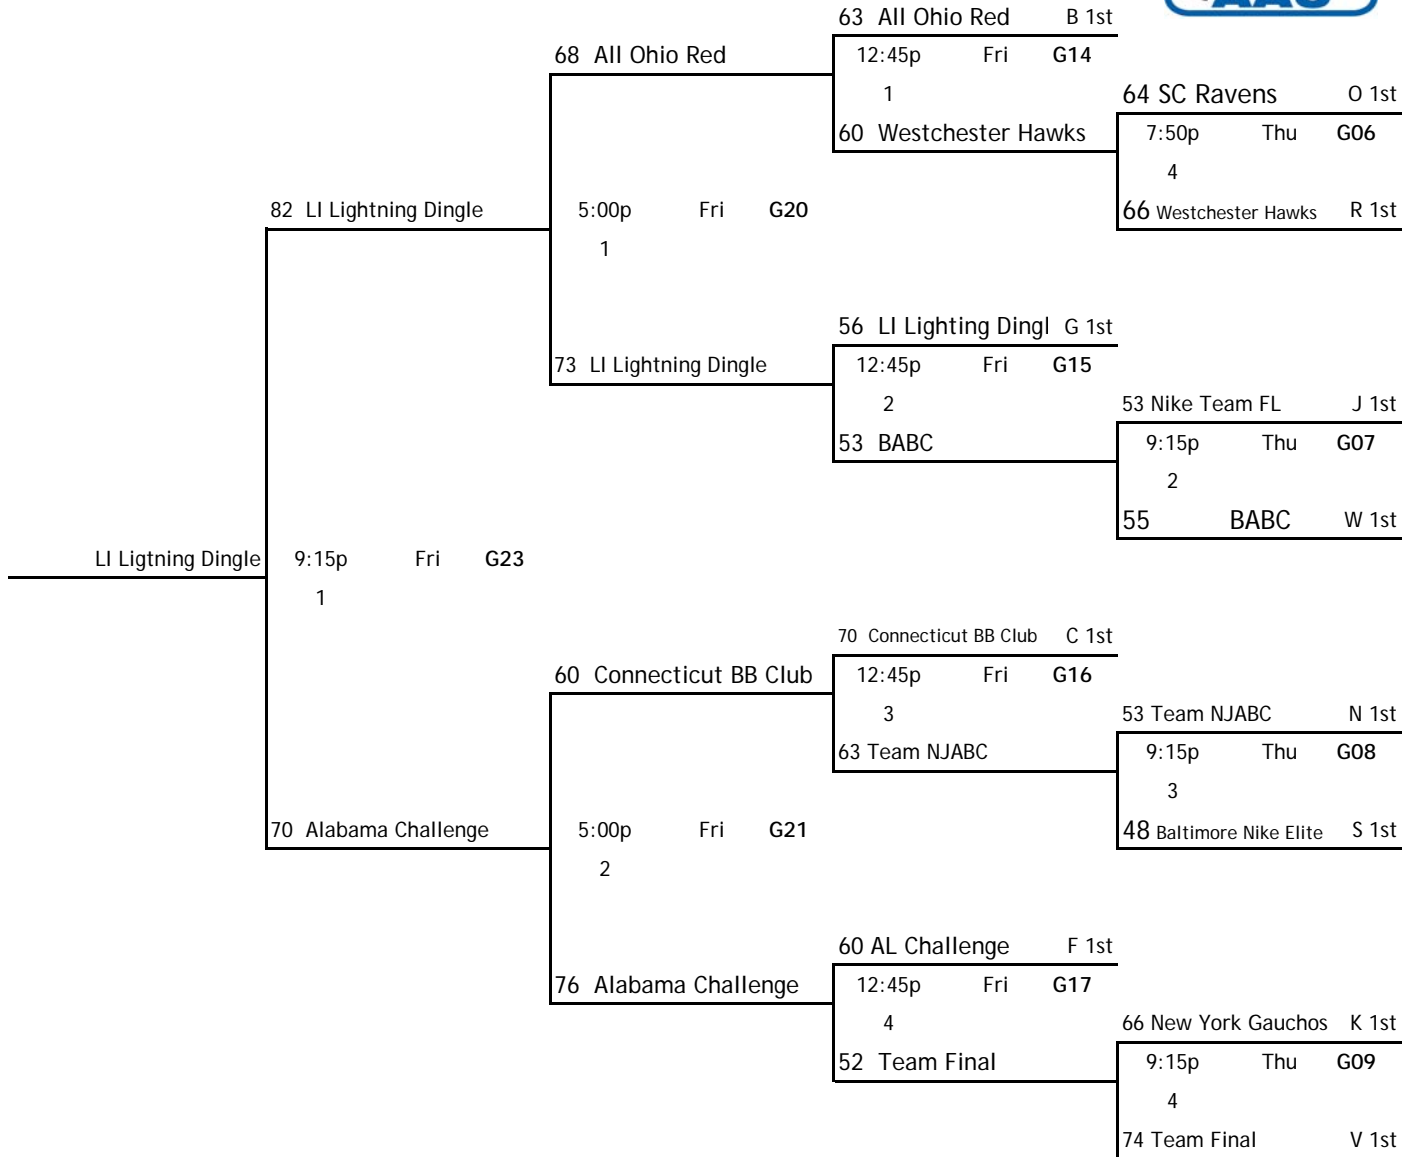 63 All Ohio Red B 1st
68 All Ohio Red
12:45p Fri G14
1
64 SC Ravens O 1st
60 Westchester Hawks
7:50p Thu G06
4
82 LI Lightning Dingle
5:00p Fri G20
66 Westchester Hawks R 1st
1
56 LI Lighting Dingl G 1st
73 LI Lightning Dingle
12:45p Fri G15
2
53 Nike Team FL J 1st
53 BABC
9:15p Thu G07
2
55 BABC W 1st
LI Ligtning Dingle
9:15p Fri G23
1
70 Connecticut BB Club C 1st
60 Connecticut BB Club
12:45p Fri G16
3
53 Team NJABC N 1st
63 Team NJABC
9:15p Thu G08
3
70 Alabama Challenge
5:00p Fri G21
48 Baltimore Nike Elite S 1st
2
60 AL Challenge F 1st
76 Alabama Challenge
12:45p Fri G17
4
66 New York Gauchos K 1st
52 Team Final
9:15p Thu G09
4
74 Team Final V 1st